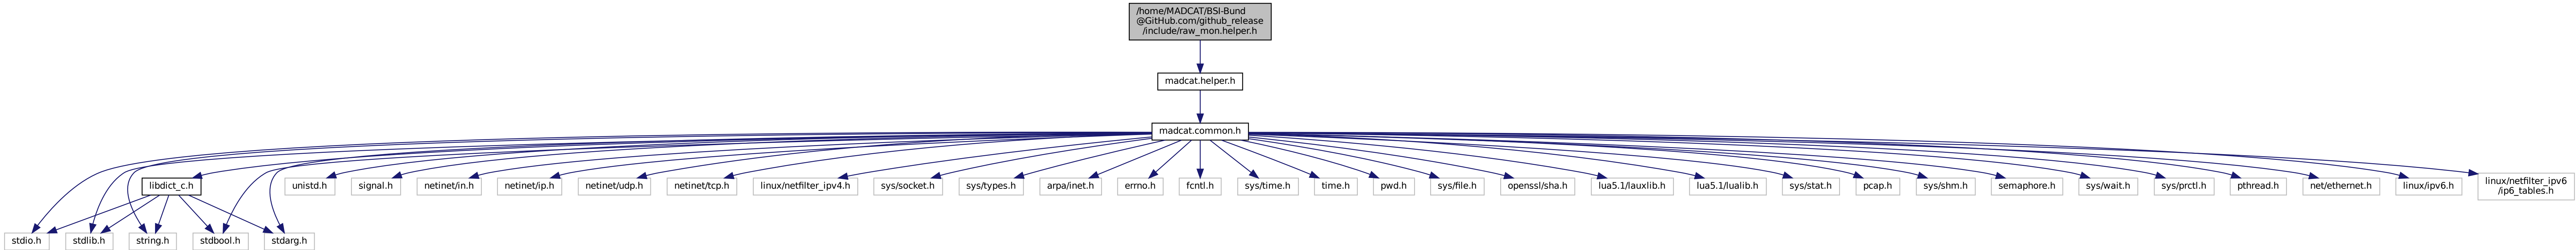 /home/MADCAT/BSI-Bund
@GitHub.com/github_release
/include/raw_mon.helper.h
madcat.helper.h
madcat.common.h
libdict_c.h
unistd.h
signal.h
netinet/in.h
netinet/ip.h
netinet/udp.h
netinet/tcp.h
linux/netfilter_ipv4.h
sys/socket.h
sys/types.h
arpa/inet.h
errno.h
fcntl.h
sys/time.h
time.h
pwd.h
sys/file.h
openssl/sha.h
lua5.1/lauxlib.h
lua5.1/lualib.h
sys/stat.h
pcap.h
sys/shm.h
semaphore.h
sys/wait.h
sys/prctl.h
pthread.h
net/ethernet.h
linux/ipv6.h
linux/netfilter_ipv6
/ip6_tables.h
stdio.h
stdlib.h
string.h
stdbool.h
stdarg.h